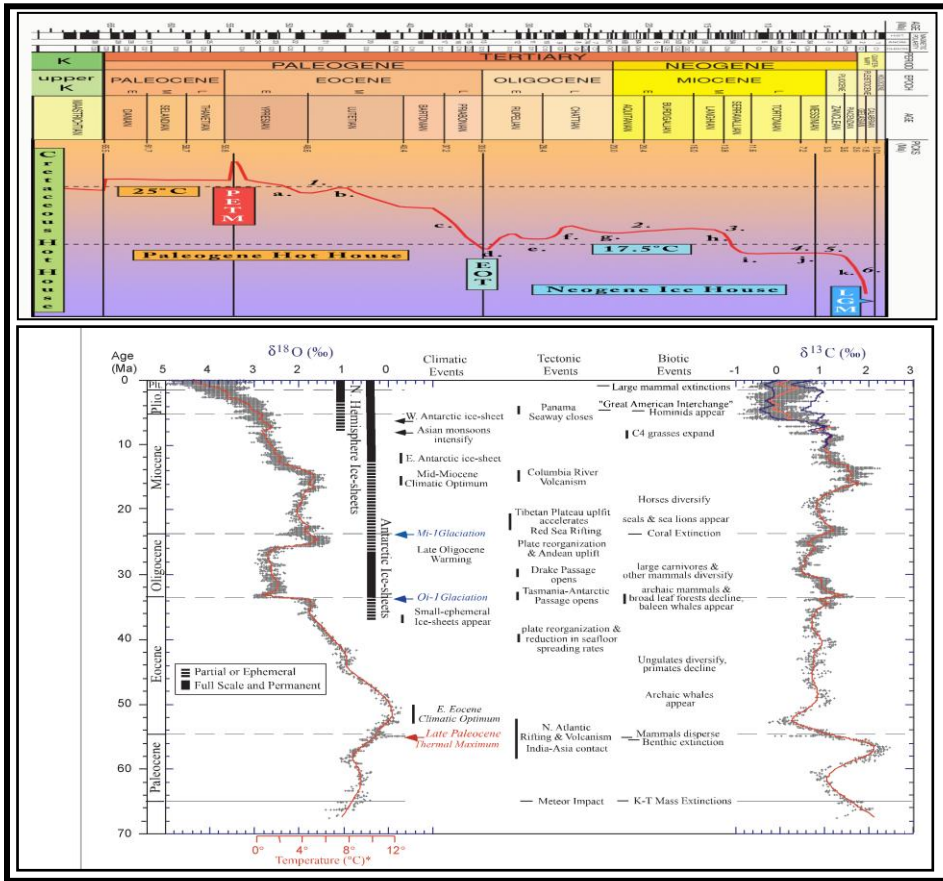 AGE
(Ma)
PERIOD
EPOCH
AGE
PICKS
(Ma)
K
TERTIARY
PALEOGENE
NEOGENE
upper
K
PALEOCENE
EOCENE
OLIGOCENE
MIOCENE
E
M
L
E
M
L
E
L
E
M
L
MAASTRICHTIAN
DANIAN
SELANDIAN
THANETIAN
YPRESIAN
LUTETIAN
BARTONIAN
PRIABONIAN
RUPELIAN
CHATTIAN
AQUITANIAN
BURDIGALIAN
LANGHIAN
SERRAVALLIAN
TORTONIAN
MESSINIAN
ZANCLEAN
Cretaceous Hot House
25°C
PETM
1.
a.
b.
c.
d.
e.
f.
g.
2.
h.
3.
i.
4.
j.
5.
k.
6.
17.5°C
Paleogene Hot House
EOT
Neogene Ice House
LGM
Age
(Ma)
δ18O (‰)
Climatic
Events
Tectonic
Events
Biotic
Events
δ13C (‰)
5 4 3 2 1 0
-1 0 1 2 3
0
10
20
30
40
50
60
70
Plt.
Plio.
Miocene
Oligocene
Eocene
Paleocene
N. Hemisphere Ice-sheets
Antarctic Ice-sheets
Large mammal extinctions
Panama
Seaway closes
"Great American Interchange"
Hominids appear
W. Antarctic ice-sheet
Asian monsoons
intensify
C4 grasses expand
E. Antarctic ice-sheet
Mid-Miocene
Climatic Optimum
Columbia River
Volcanism
Horses diversify
Tibetan Plateau uplfit
accelerates
Red Sea Rifting
seals & sea lions appear
Mi-1Glaciation
Coral Extinction
Late Oligocene
Warming
Plate reorganization
& Andean uplift
Drake Passage
opens
large carnivores &
other mammals diversify
Oi-1 Glaciation
Tasmania-Antarctic
Passage opens
archaic mammals &
broad leaf forests decline,
baleen whales appear
Small-ephemeral
Ice-sheets appear
plate reorganization &
reduction in seafloor
spreading rates
Partial or Ephemeral
Full Scale and Permanent
Ungulates diversify,
primates decline
Archaic whales
appear
E. Eocene
Climatic Optimum
Late Paleocene
Thermal Maximum
N. Atlantic
Rifting & Volcanism
India-Asia contact
Mammals disperse
Benthic extinction
Meteor Impact
K-T Mass Extinctions
0° 4° 8° 12°
Temperature (°C)*